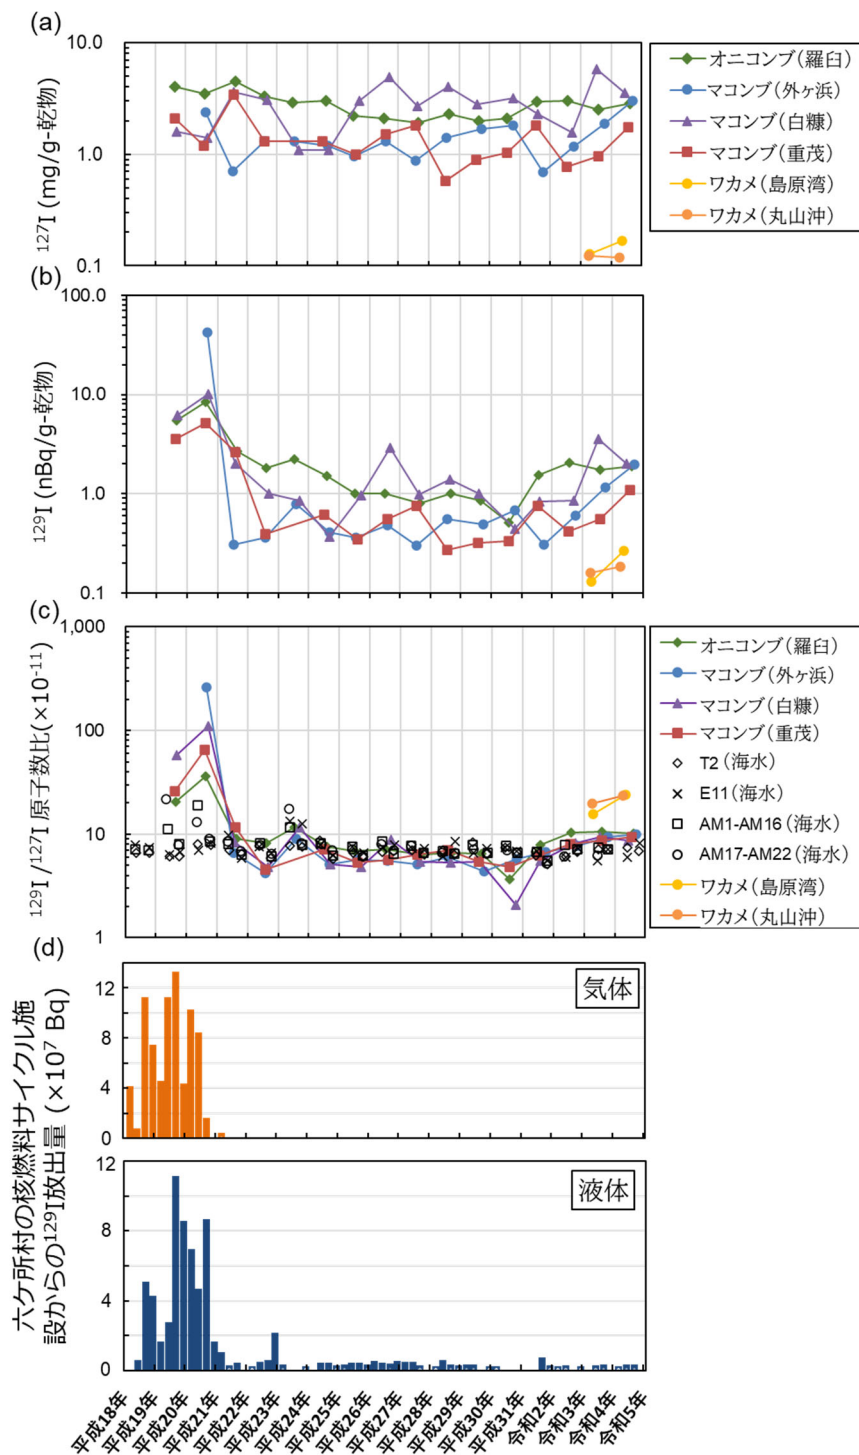 (a)
10.0
1.0
0.1
¹²⁷I (mg/g-乾物)
オニコンブ(羅臼)
マコンブ(外ヶ浜)
マコンブ(白糠)
マコンブ(重茂)
ワカメ(島原湾)
ワカメ(丸山沖)
(b)
100.0
10.0
1.0
0.1
¹²⁹I (nBq/g-乾物)
(c)
1,000
100
10
1
¹²⁹I /¹²⁷I 原子数比(×10⁻¹¹)
オニコンブ(羅臼)
マコンブ(外ヶ浜)
マコンブ(白糠)
マコンブ(重茂)
T2(海水)
E11(海水)
AM1-AM16(海水)
AM17-AM22(海水)
ワカメ(島原湾)
ワカメ(丸山沖)
(d)
六ケ所村の核燃料サイクル施
設からの¹²⁹I放出量 (×10⁷ Bq)
12
8
4
0
気体
12
8
4
0
液体
平成18年
平成19年
平成20年
平成21年
平成22年
平成23年
平成24年
平成25年
平成26年
平成27年
平成28年
平成29年
平成30年
平成31年
令和2年
令和3年
令和4年
令和5年